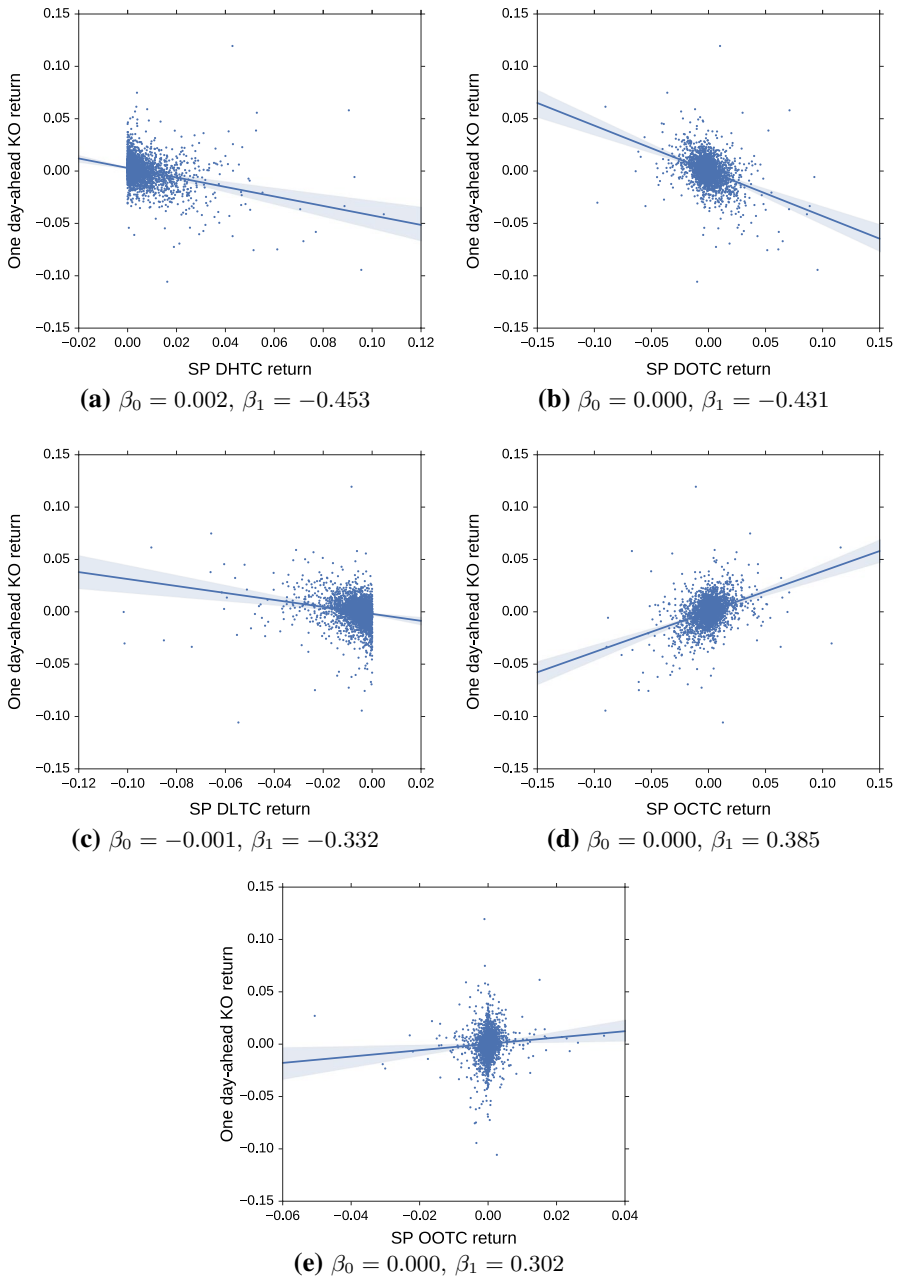 0.15
0.10
0.05
0.00
−0.05
−0.10
−0.15
One day-ahead KO return
−0.02 0.00 0.02 0.04 0.06 0.08 0.10 0.12
SP DHTC return
(a) β0 = 0.002, β1 = −0.453
0.15
0.10
0.05
0.00
−0.05
−0.10
−0.15
One day-ahead KO return
−0.15 −0.10 −0.05 0.00 0.05 0.10 0.15
SP DOTC return
(b) β0 = 0.000, β1 = −0.431
0.15
0.10
0.05
0.00
−0.05
−0.10
−0.15
One day-ahead KO return
−0.12 −0.10 −0.08 −0.06 −0.04 −0.02 0.00 0.02
SP DLTC return
(c) β0 = −0.001, β1 = −0.332
0.15
0.10
0.05
0.00
−0.05
−0.10
−0.15
One day-ahead KO return
−0.15 −0.10 −0.05 0.00 0.05 0.10 0.15
SP OCTC return
(d) β0 = 0.000, β1 = 0.385
0.15
0.10
0.05
0.00
−0.05
−0.10
−0.15
One day-ahead KO return
−0.06 −0.04 −0.02 0.00 0.02 0.04
SP OOTC return
(e) β0 = 0.000, β1 = 0.302